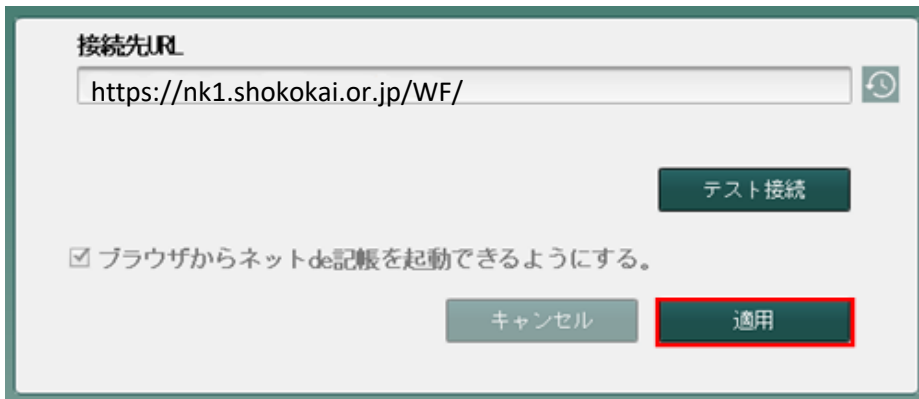 接続先URL
https://nk1.shokokai.or.jp/WF/
テスト接続
ブラウザからネットde記帳を起動できるようにする。
キャンセル
適用